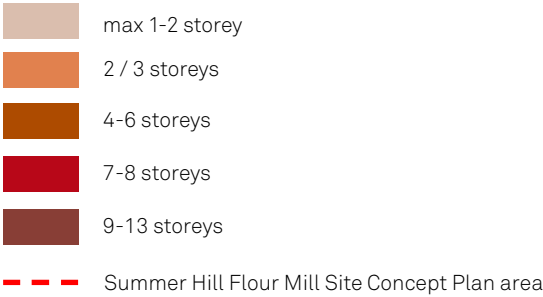 max 1-2 storey
2 / 3 storeys
4-6 storeys
7-8 storeys
9-13 storeys
Summer Hill Flour Mill Site Concept Plan area